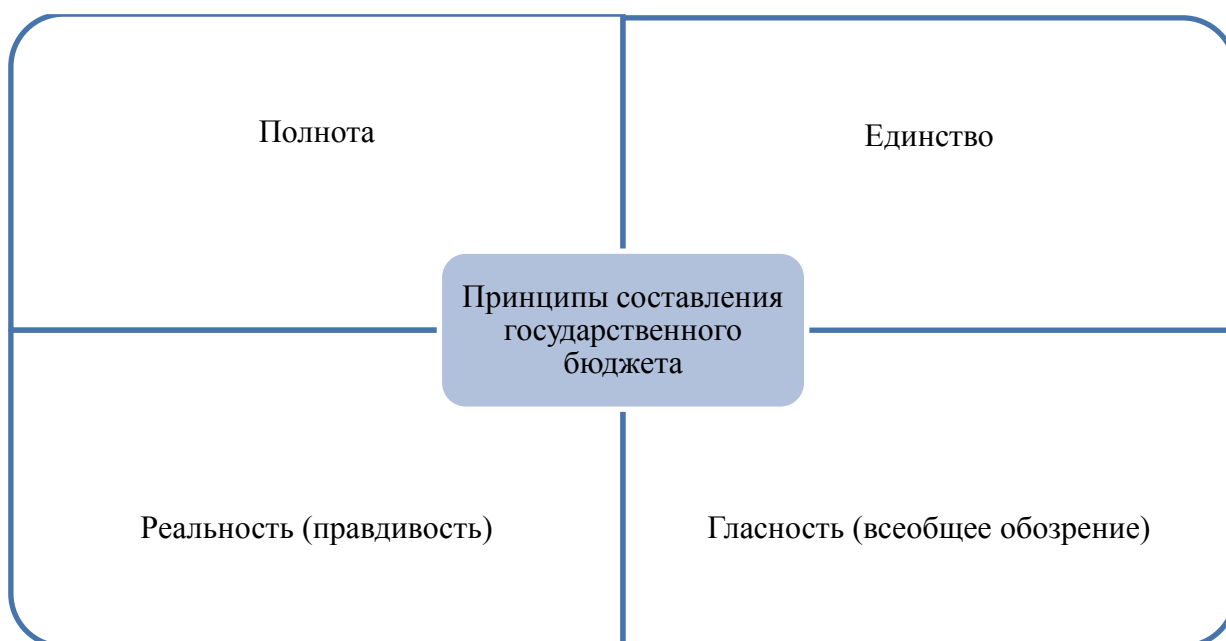 Полнота
Единство
Принципы составления
государственного
бюджета
Реальность (правдивость)
Гласность (всеобщее обозрение)